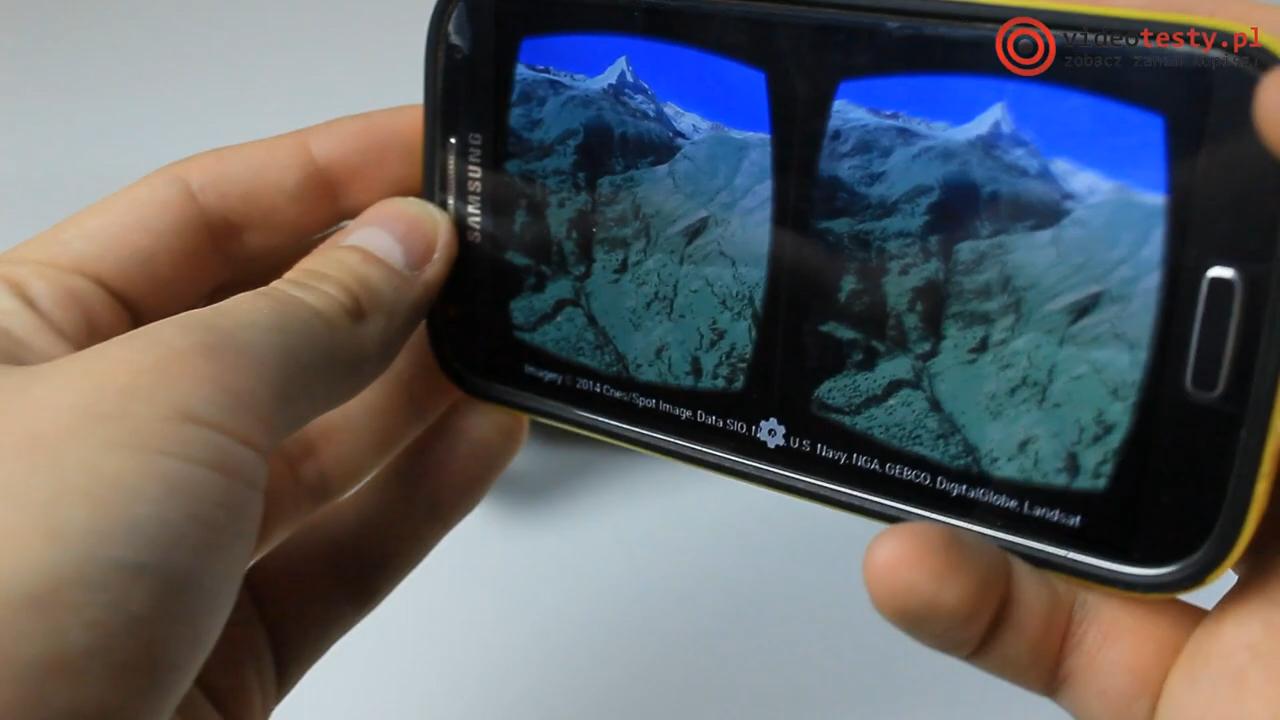 videotesty.pl
zobacz zanim kupisz!
SAMSUNG
Imagery © 2014 Cnes/Spot Image, Data SIO, U.S. Navy, NGA, GEBCO, DigitalGlobe, Landsat